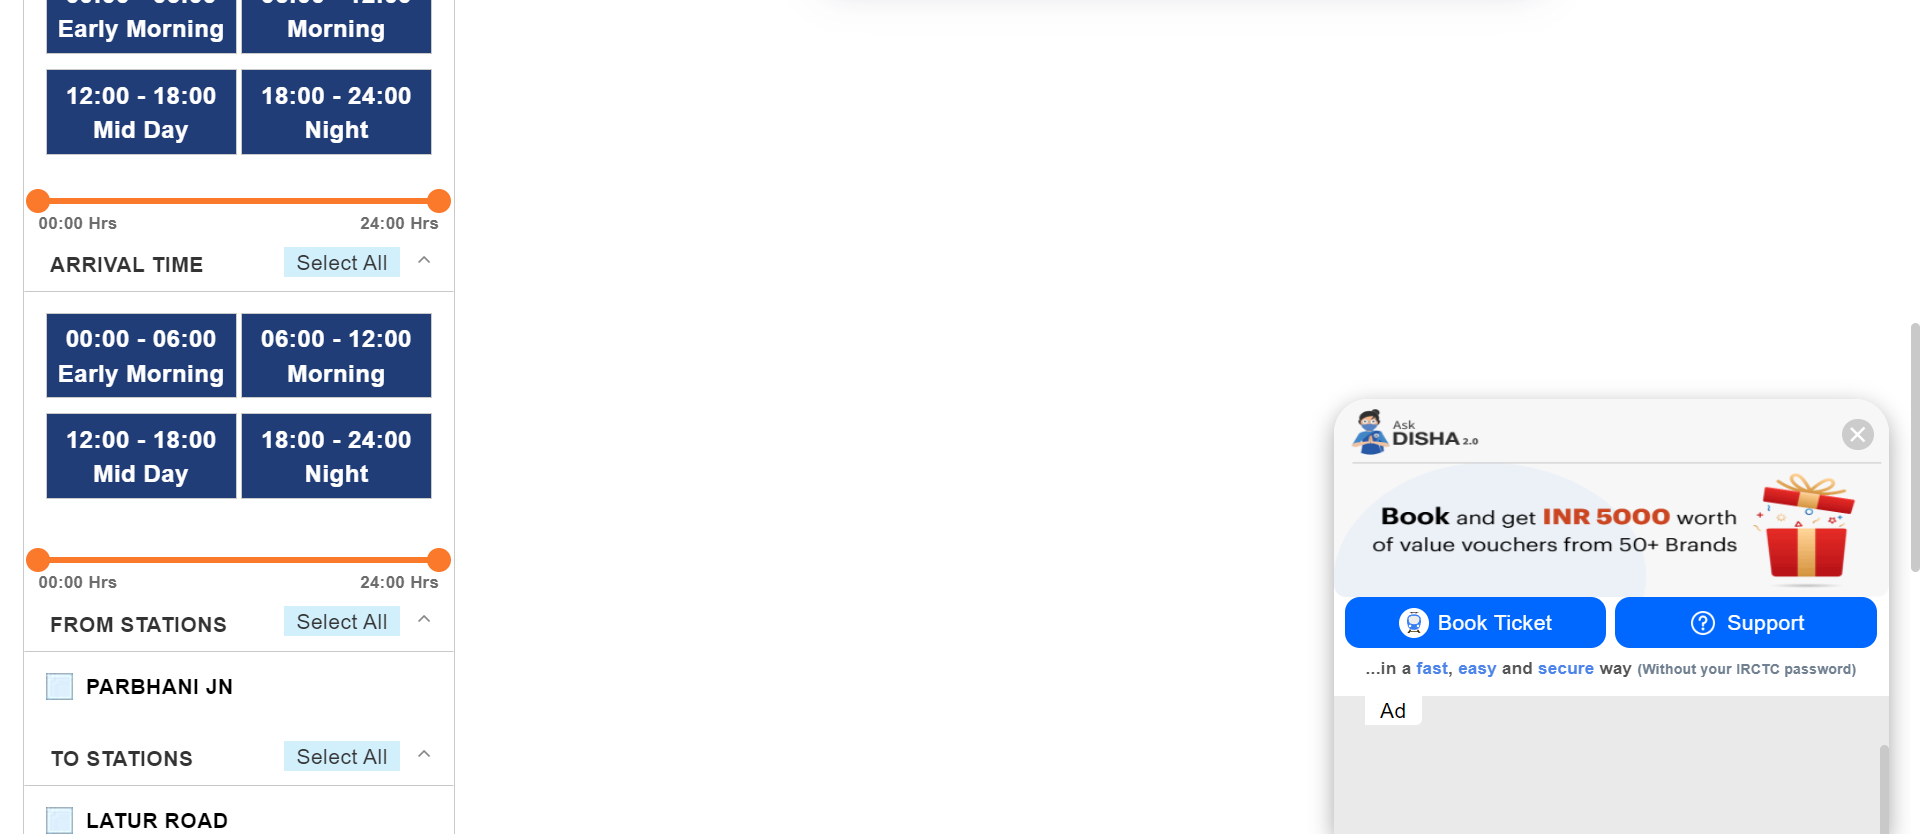 Early Morning
Morning
12:00 - 18:00
Mid Day
18:00 - 24:00
Night
00:00 Hrs
24:00 Hrs
ARRIVAL TIME
Select All
00:00 - 06:00
Early Morning
06:00 - 12:00
Morning
12:00 - 18:00
Mid Day
18:00 - 24:00
Night
00:00 Hrs
24:00 Hrs
FROM STATIONS
Select All
PARBHANI JN
TO STATIONS
Select All
LATUR ROAD
Ask
DISHA 2.0
Book and get INR 5000 worth
of value vouchers from 50+ Brands
Book Ticket
Support
...in a fast, easy and secure way (Without your IRCTC password)
Ad